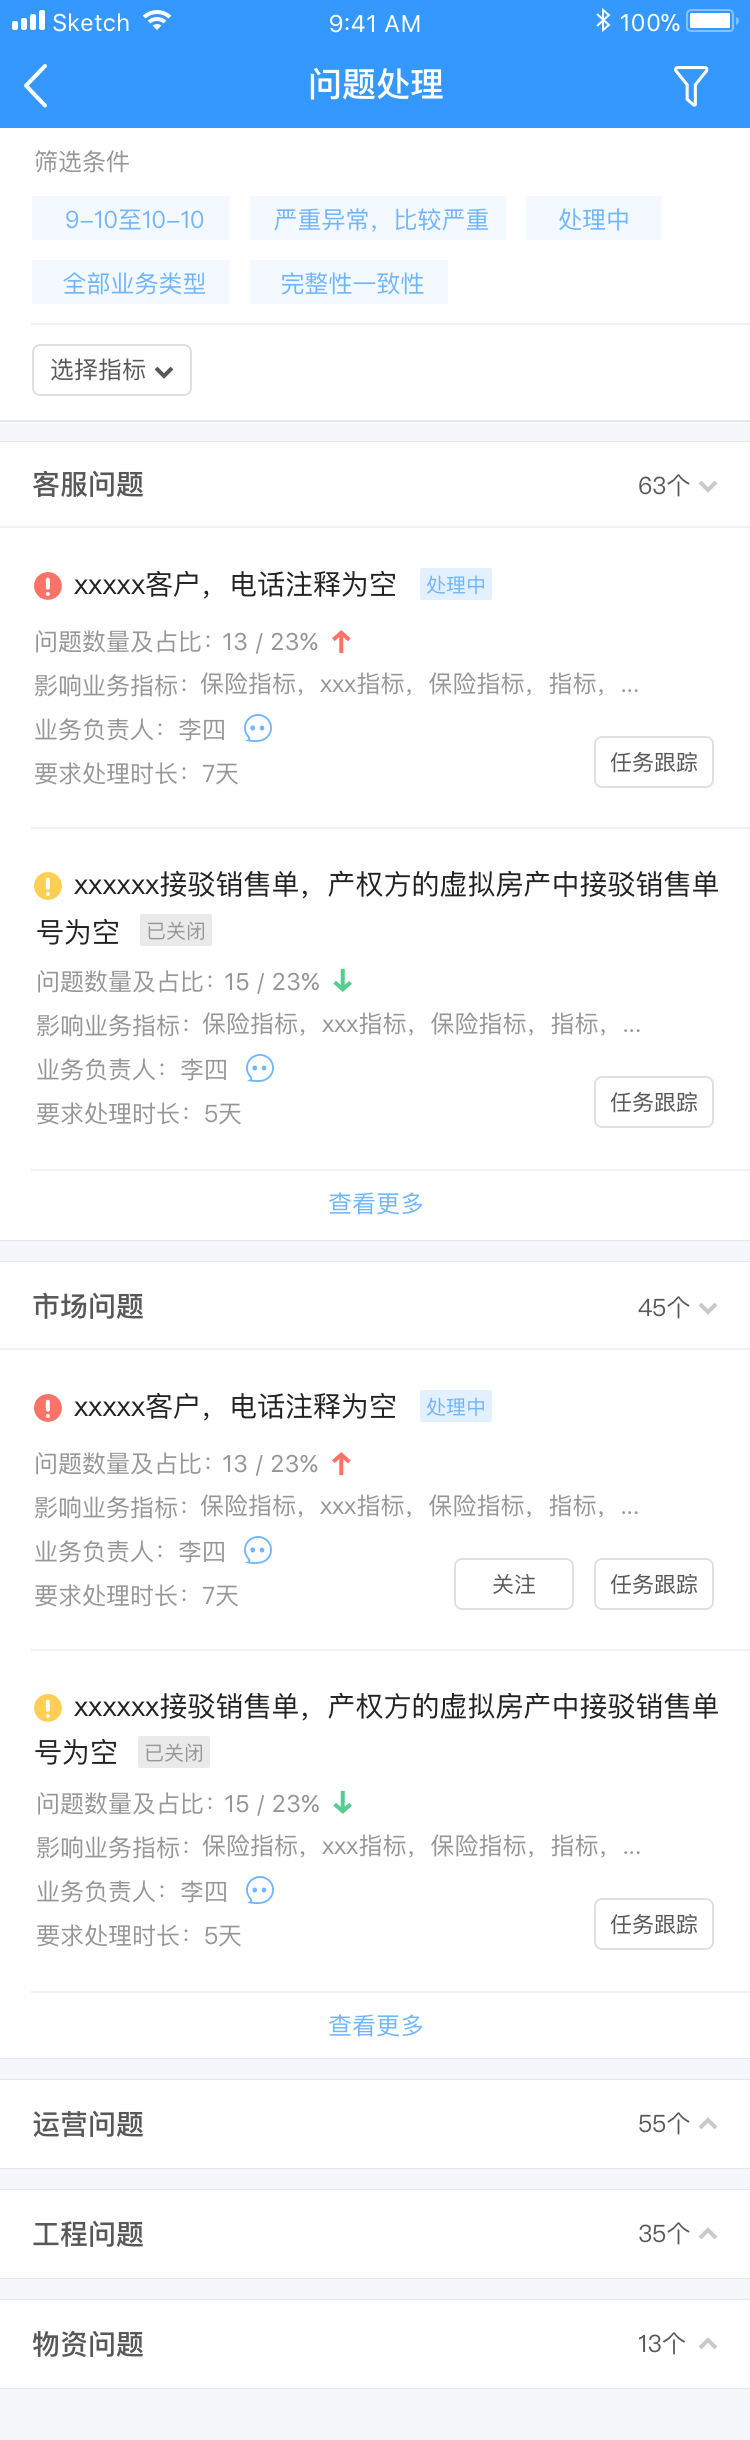 Sketch 9:41 AM 100%
问题处理
筛选条件
9-10至10-10 严重异常，比较严重 处理中
全部业务类型 完整性一致性
选择指标
客服问题 63个
xxxxx客户，电话注释为空 处理中
问题数量及占比：13 / 23%
影响业务指标：保险指标，xxx指标，保险指标，指标，...
业务负责人：李四
要求处理时长：7天 任务跟踪
xxxxxx接驳销售单，产权方的虚拟房产中接驳销售单
号为空 已关闭
问题数量及占比：15 / 23%
影响业务指标：保险指标，xxx指标，保险指标，指标，...
业务负责人：李四
要求处理时长：5天 任务跟踪
查看更多
市场问题 45个
xxxxx客户，电话注释为空 处理中
问题数量及占比：13 / 23%
影响业务指标：保险指标，xxx指标，保险指标，指标，...
业务负责人：李四
要求处理时长：7天 关注 任务跟踪
xxxxxx接驳销售单，产权方的虚拟房产中接驳销售单
号为空 已关闭
问题数量及占比：15 / 23%
影响业务指标：保险指标，xxx指标，保险指标，指标，...
业务负责人：李四
要求处理时长：5天 任务跟踪
查看更多
运营问题 55个
工程问题 35个
物资问题 13个